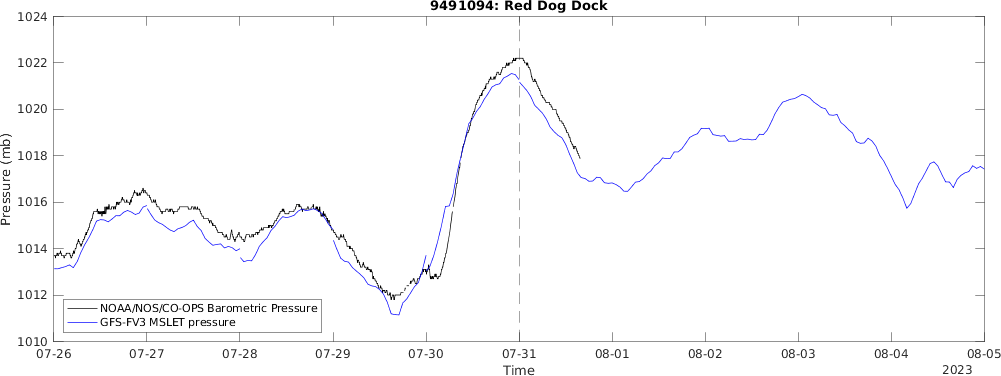 9491094: Red Dog Dock
Pressure (mb)
1024
1022
1020
1018
1016
1014
1012
1010
NOAA/NOS/CO-OPS Barometric Pressure
GFS-FV3 MSLET pressure
07-26 07-27 07-28 07-29 07-30 07-31 08-01 08-02 08-03 08-04 08-05
Time
2023